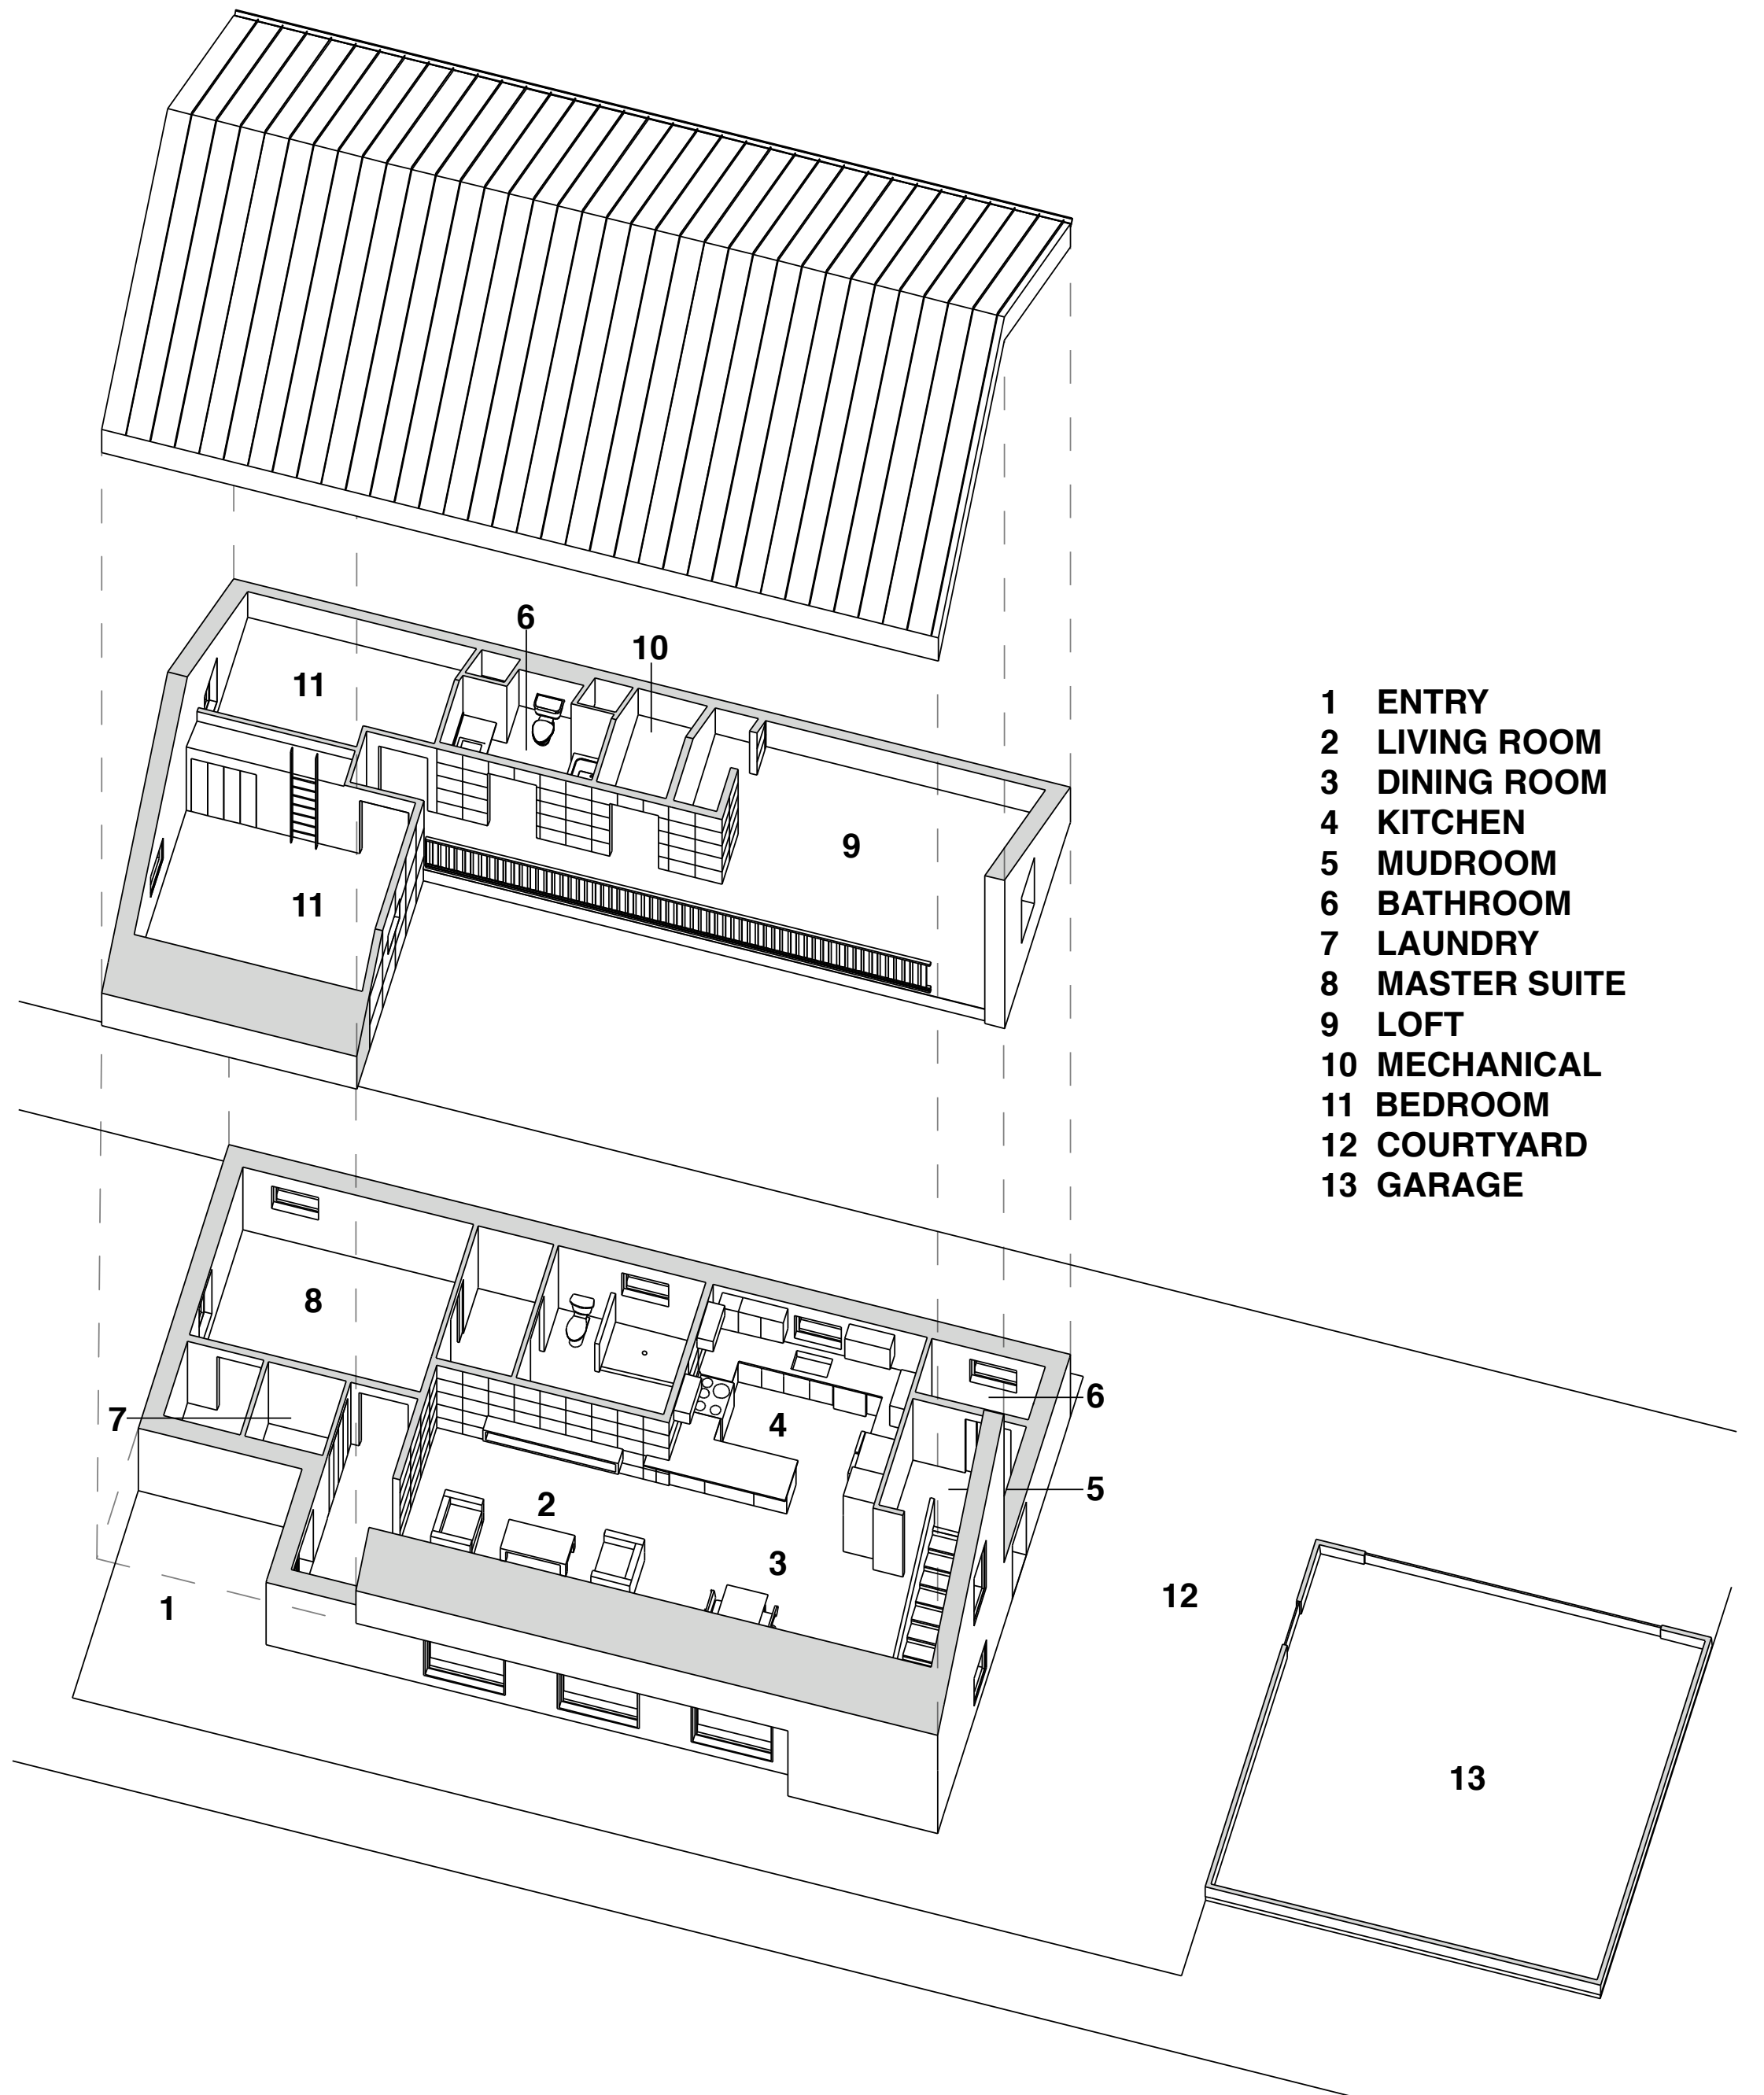 6
10
11
9
11
1 ENTRY
2 LIVING ROOM
3 DINING ROOM
4 KITCHEN
5 MUDROOM
6 BATHROOM
7 LAUNDRY
8 MASTER SUITE
9 LOFT
10 MECHANICAL
11 BEDROOM
12 COURTYARD
13 GARAGE
8
6
7
4
5
2
3
12
1
13